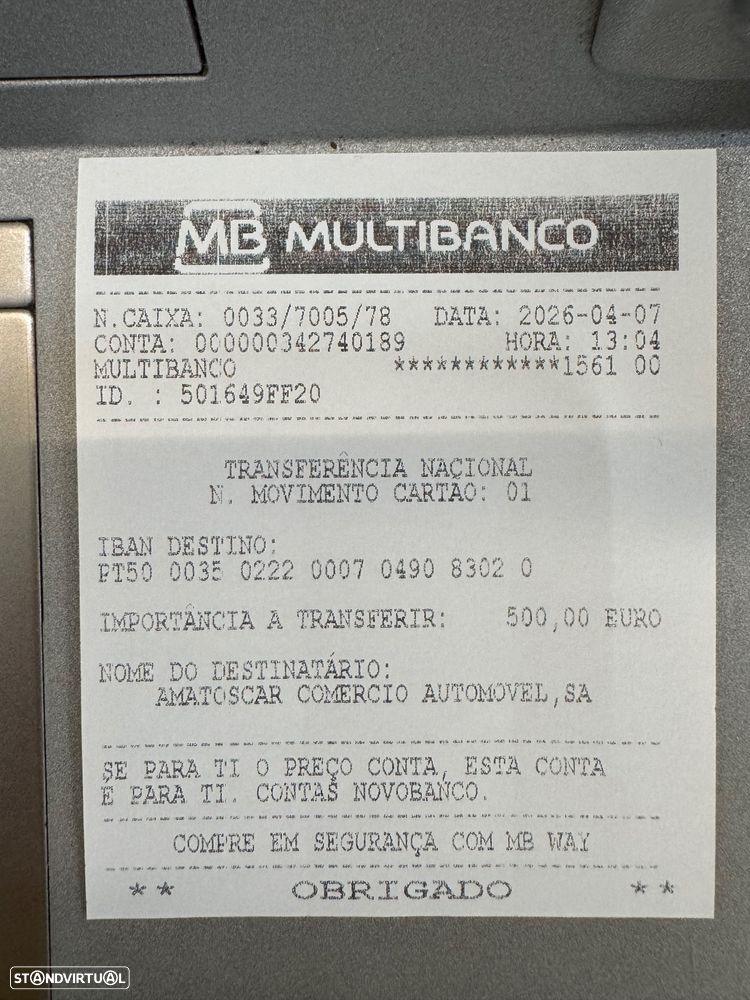 MB MULTIBANCO
N.CAIXA: 0033/7005/78 DATA: 2026-04-07
CONTA: 000000342740189 HORA: 13:04
MULTIBANCO ************1561 00
ID. : 501649FF20
TRANSFERÊNCIA NACIONAL
N. MOVIMENTO CARTÃO: 01
IBAN DESTINO:
PT50 0035 0222 0007 0490 8302 0
IMPORTÂNCIA A TRANSFERIR: 500,00 EURO
NOME DO DESTINATÁRIO:
AMATOSCAR COMERCIO AUTOMOVEL,SA
SE PARA TI O PREÇO CONTA, ESTA CONTA
É PARA TI. CONTAS NOVOBANCO.
COMPRE EM SEGURANÇA COM MB WAY
** OBRIGADO **
STANDVIRTUAL